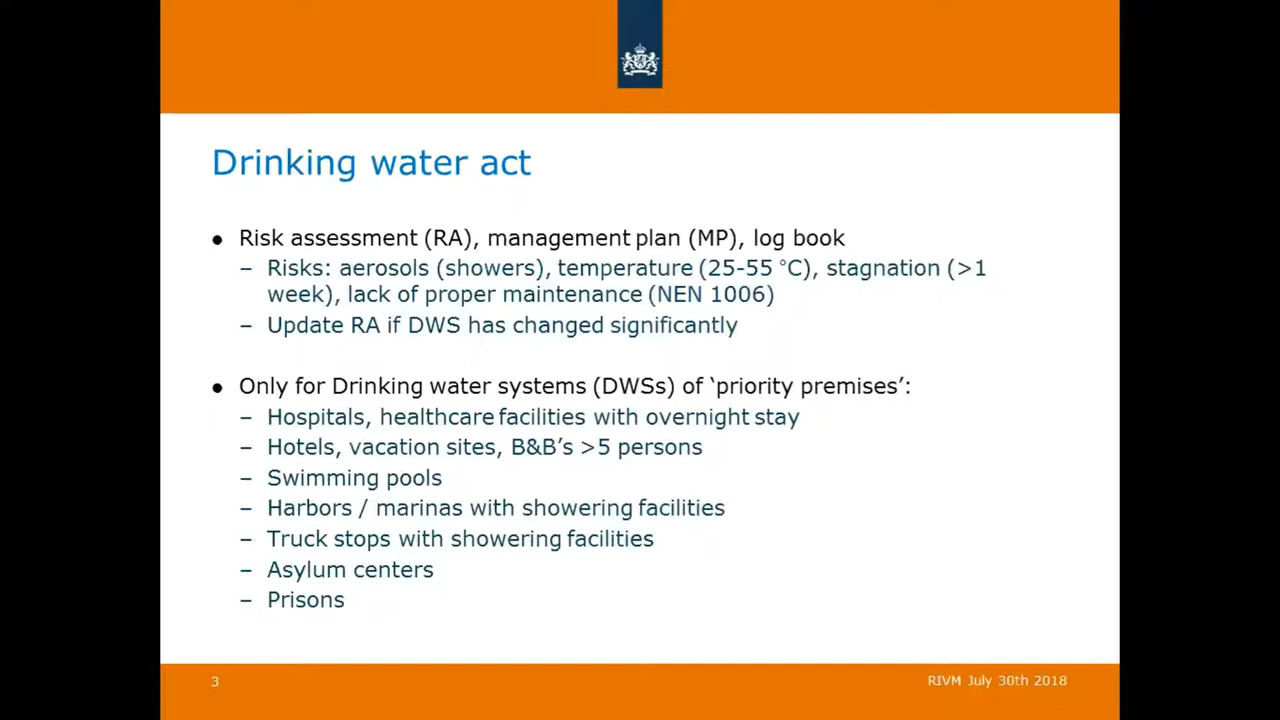 Drinking water act
● Risk assessment (RA), management plan (MP), log book
– Risks: aerosols (showers), temperature (25-55 °C), stagnation (>1
week), lack of proper maintenance (NEN 1006)
– Update RA if DWS has changed significantly
● Only for Drinking water systems (DWSs) of ‘priority premises’:
– Hospitals, healthcare facilities with overnight stay
– Hotels, vacation sites, B&B’s >5 persons
– Swimming pools
– Harbors / marinas with showering facilities
– Truck stops with showering facilities
– Asylum centers
– Prisons
3
RIVM July 30th 2018